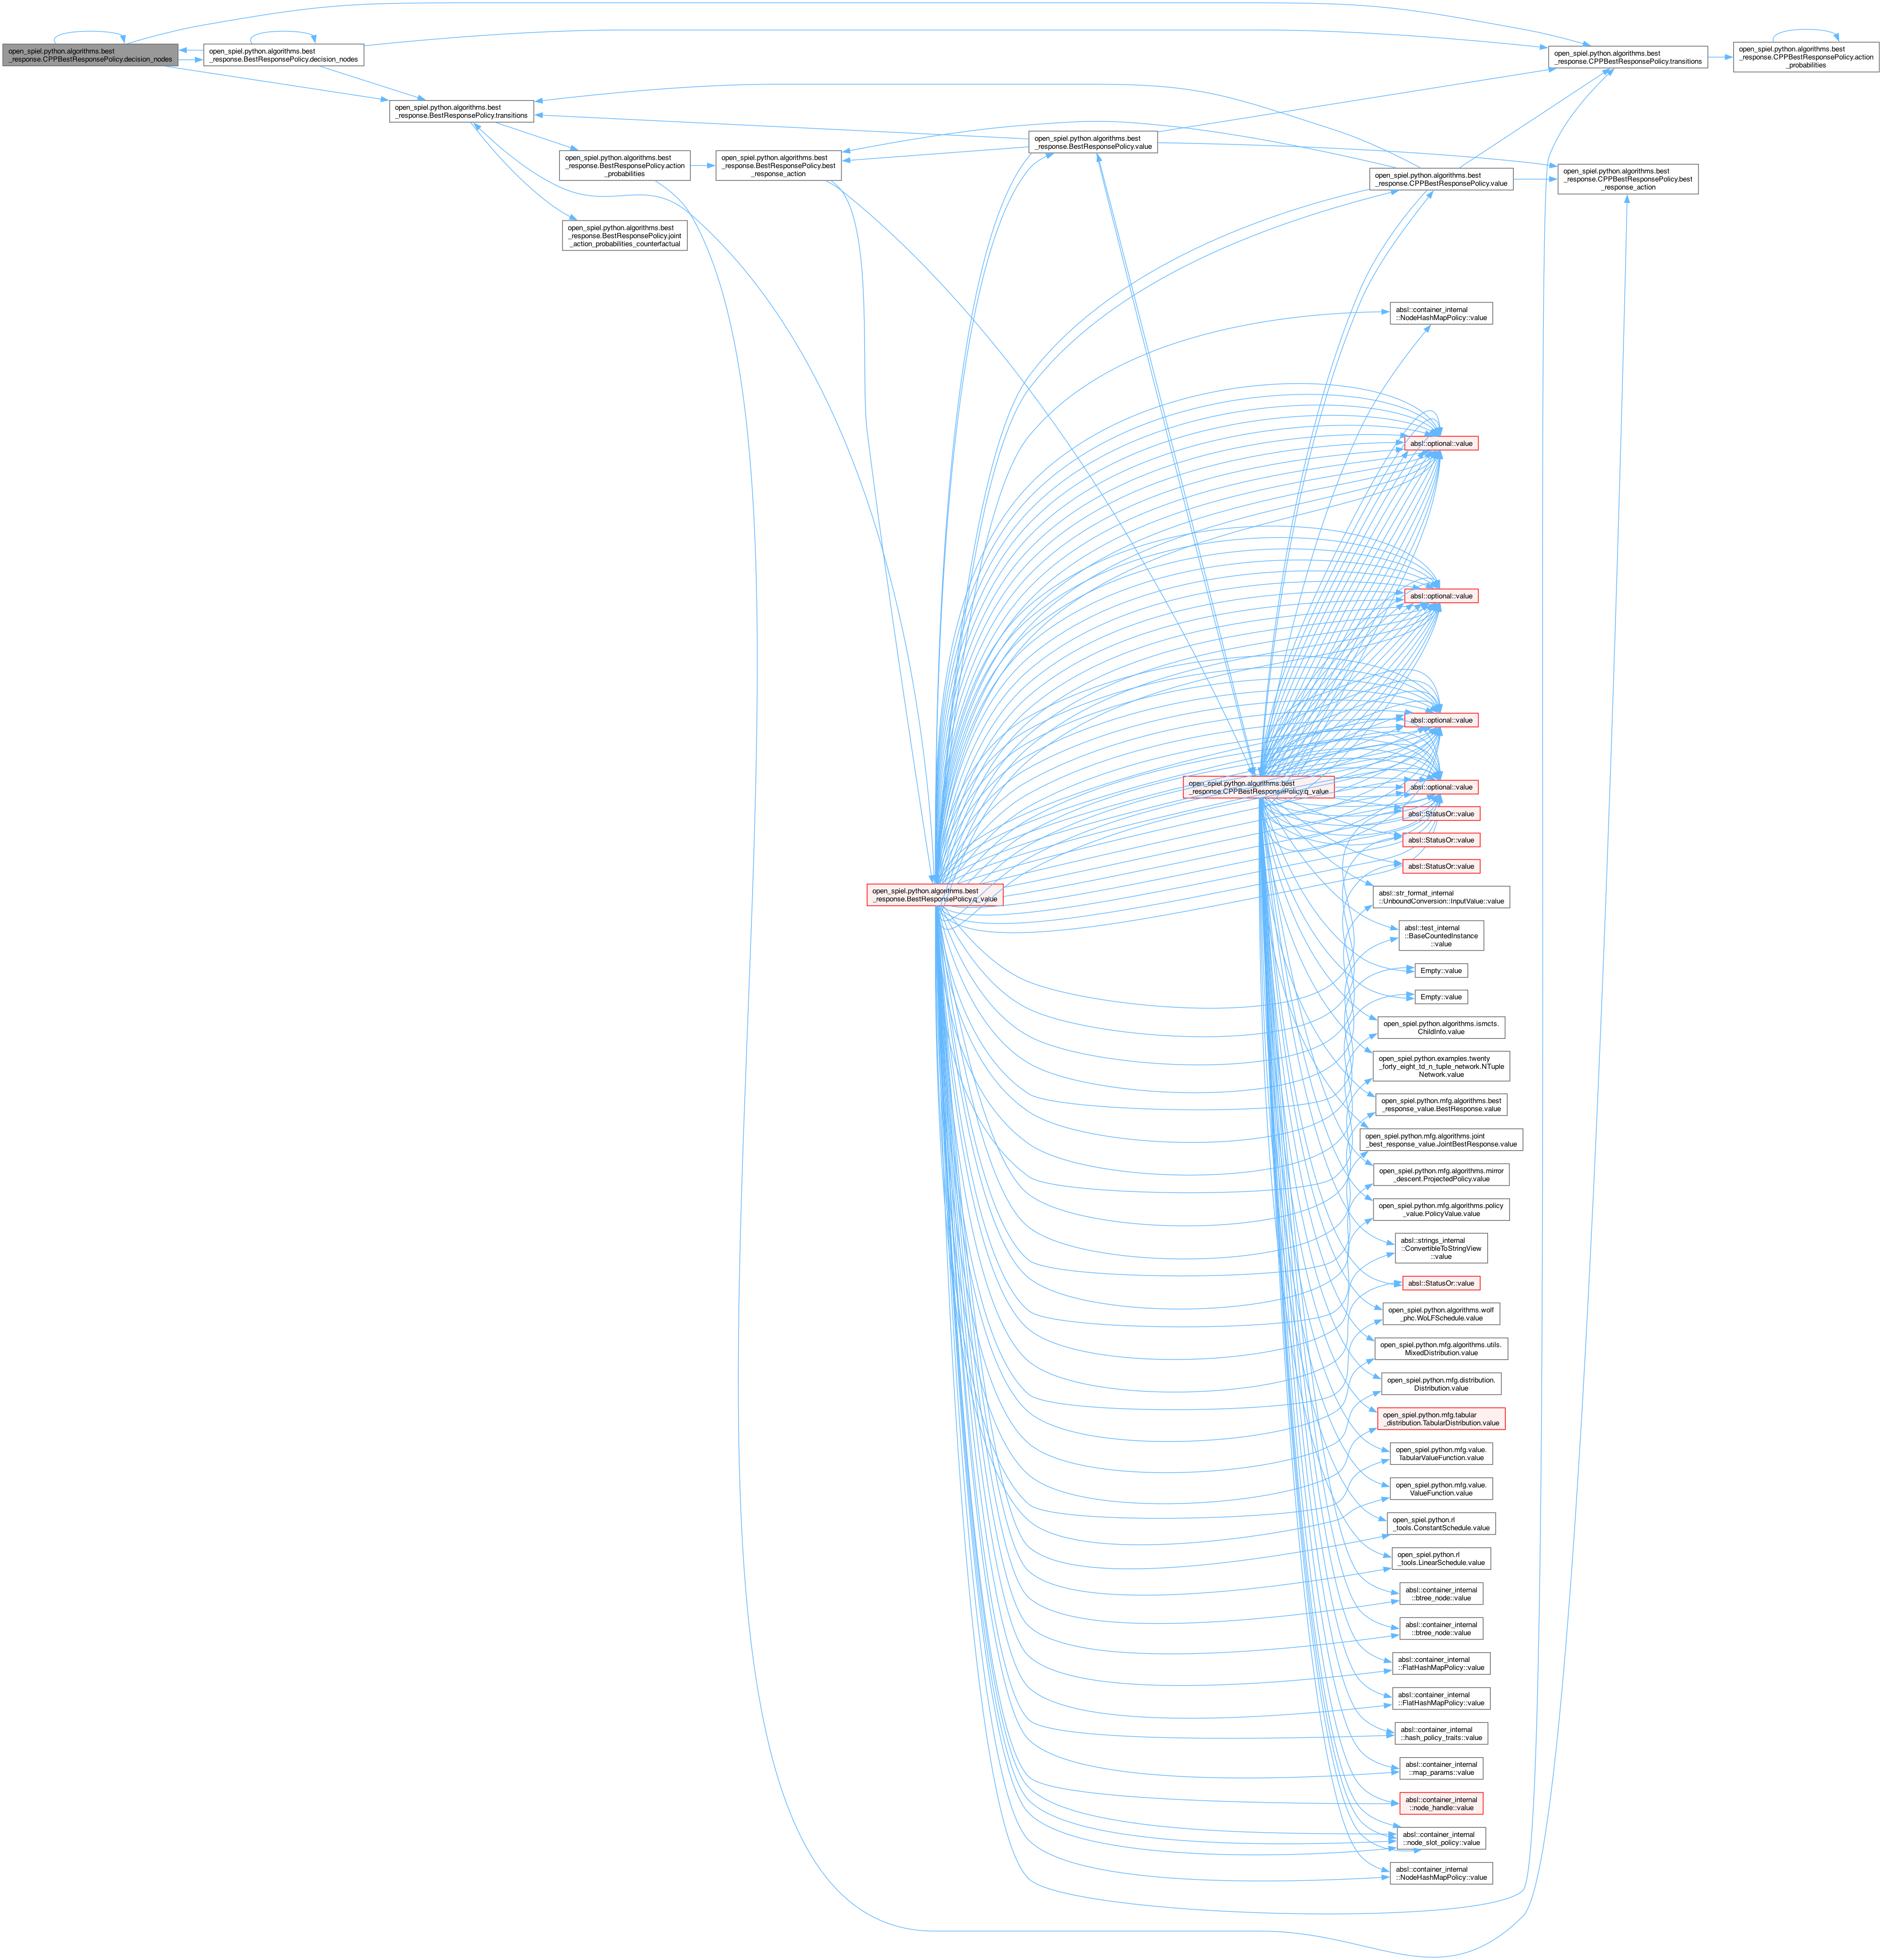 open_spiel.python.algorithms.best
_response.CPPBestResponsePolicy.decision_nodes
open_spiel.python.algorithms.best
_response.BestResponsePolicy.decision_nodes
open_spiel.python.algorithms.best
_response.CPPBestResponsePolicy.transitions
open_spiel.python.algorithms.best
_response.CPPBestResponsePolicy.action
_probabilities
open_spiel.python.algorithms.best
_response.BestResponsePolicy.transitions
open_spiel.python.algorithms.best
_response.BestResponsePolicy.action
_probabilities
open_spiel.python.algorithms.best
_response.BestResponsePolicy.best
_response_action
open_spiel.python.algorithms.best
_response.BestResponsePolicy.value
open_spiel.python.algorithms.best
_response.CPPBestResponsePolicy.value
open_spiel.python.algorithms.best
_response.CPPBestResponsePolicy.best
_response_action
open_spiel.python.algorithms.best
_response.BestResponsePolicy.joint
_action_probabilities_counterfactual
absl::container_internal
::NodeHashMapPolicy::value
absl::optional::value
absl::optional::value
absl::optional::value
open_spiel.python.algorithms.best
_response.CPPBestResponsePolicy.q_value
absl::optional::value
absl::StatusOr::value
absl::StatusOr::value
absl::StatusOr::value
open_spiel.python.algorithms.best
_response.BestResponsePolicy.q_value
absl::str_format_internal
::UnboundConversion::InputValue::value
absl::test_internal
::BaseCountedInstance
::value
Empty::value
Empty::value
open_spiel.python.algorithms.ismcts.
ChildInfo.value
open_spiel.python.examples.twenty
_forty_eight_td_n_tuple_network.NTuple
Network.value
open_spiel.python.mfg.algorithms.best
_response_value.BestResponse.value
open_spiel.python.mfg.algorithms.joint
_best_response_value.JointBestResponse.value
open_spiel.python.mfg.algorithms.mirror
_descent.ProjectedPolicy.value
open_spiel.python.mfg.algorithms.policy
_value.PolicyValue.value
absl::strings_internal
::ConvertibleToStringView
::value
absl::StatusOr::value
open_spiel.python.algorithms.wolf
_phc.WoLFSchedule.value
open_spiel.python.mfg.algorithms.utils.
MixedDistribution.value
open_spiel.python.mfg.distribution.
Distribution.value
open_spiel.python.mfg.tabular
_distribution.TabularDistribution.value
open_spiel.python.mfg.value.
TabularValueFunction.value
open_spiel.python.mfg.value.
ValueFunction.value
open_spiel.python.rl
_tools.ConstantSchedule.value
open_spiel.python.rl
_tools.LinearSchedule.value
absl::container_internal
::btree_node::value
absl::container_internal
::btree_node::value
absl::container_internal
::FlatHashMapPolicy::value
absl::container_internal
::FlatHashMapPolicy::value
absl::container_internal
::hash_policy_traits::value
absl::container_internal
::map_params::value
absl::container_internal
::node_handle::value
absl::container_internal
::node_slot_policy::value
absl::container_internal
::NodeHashMapPolicy::value